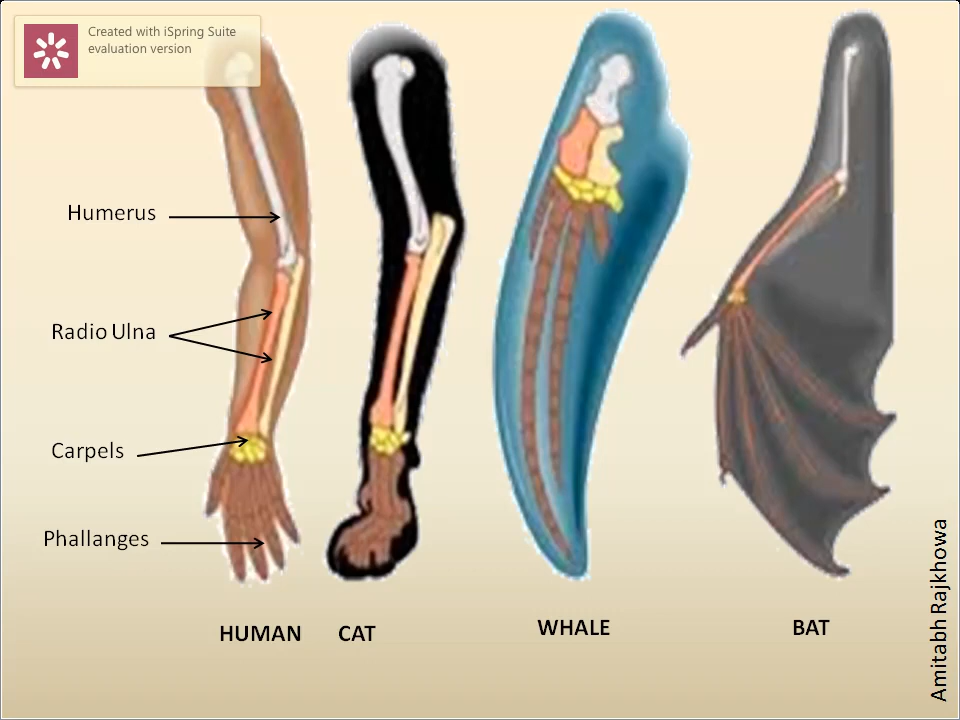 Created with iSpring Suite
evaluation version
Humerus
Radio Ulna
Carpels
Phallanges
HUMAN
CAT
WHALE
BAT
Amitabh Rajkhowa